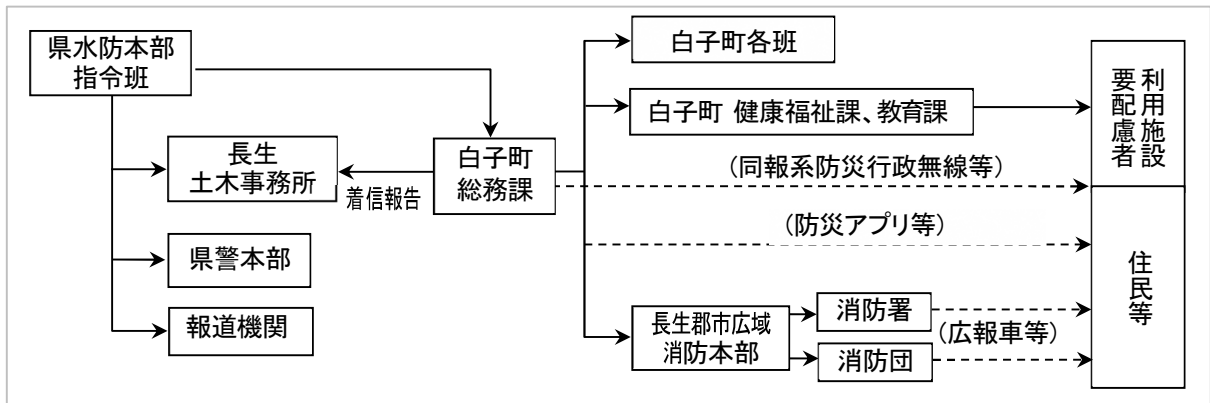 県水防本部
指令班
長生
土木事務所
県警本部
報道機関
着信報告
白子町
総務課
白子町各班
白子町 健康福祉課、教育課
(同報系防災行政無線等)
(防災アプリ等)
長生郡市広域
消防本部
消防署
消防団
(広報車等)
要配慮者
利用施設
住民等